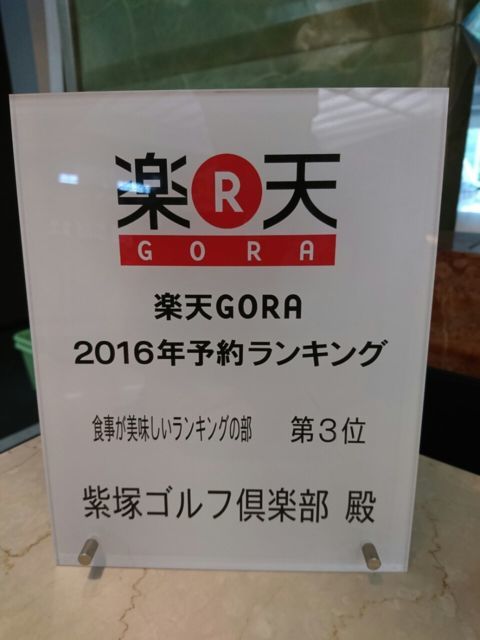 楽R天
GORA
楽天GORA
2016年予約ランキング
食事が美味しいランキングの部 第3位
紫塚ゴルフ倶楽部 殿